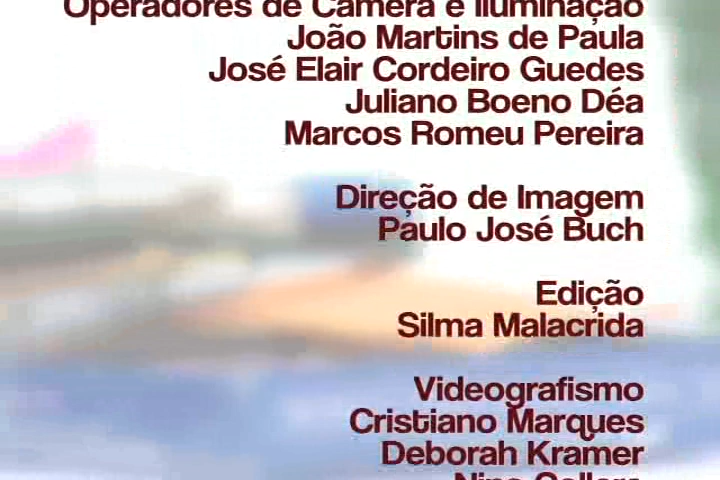 Operadores de Câmera e Iluminação
João Martins de Paula
José Elair Cordeiro Guedes
Juliano Boeno Déa
Marcos Romeu Pereira
Direção de Imagem
Paulo José Buch
Edição
Silma Malacrida
Videografismo
Cristiano Marques
Deborah Kramer